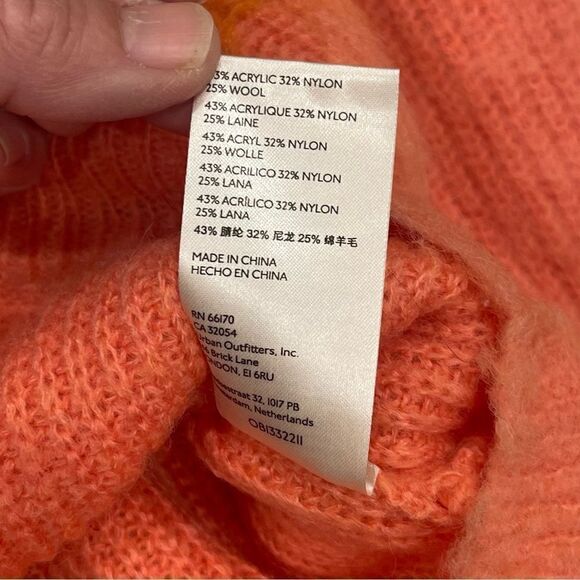 43% ACRYLIC 32% NYLON
25% WOOL
43% ACRYLIQUE 32% NYLON
25% LAINE
43% ACRYL 32% NYLON
25% WOLLE
43% ACRILICO 32% NYLON
25% LANA
43% ACRÍLICO 32% NYLON
25% LANA
43% 腈纶 32% 尼龙 25% 绵羊毛
MADE IN CHINA
HECHO EN CHINA
RN 66170
CA 32054
Urban Outfitters, Inc.
Brick Lane
LONDON, E1 6RU
32, 1017 PB
Netherlands
OB1332211